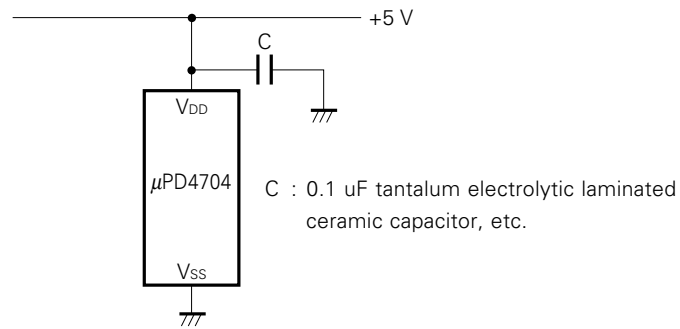 +5 V
C
VDD
μPD4704
C : 0.1 uF tantalum electrolytic laminated
ceramic capacitor, etc.
VSS